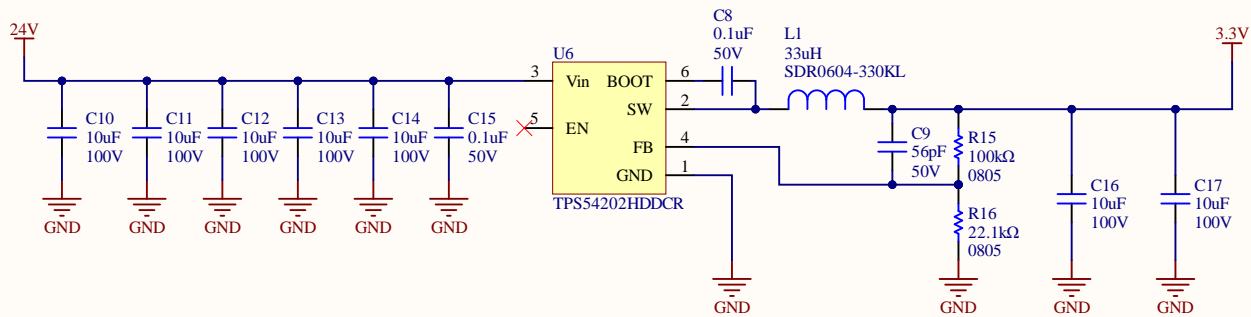 24V
C10
10uF
100V
GND
C11
10uF
100V
GND
C12
10uF
100V
GND
C13
10uF
100V
GND
C14
10uF
100V
GND
C15
0.1uF
50V
GND
U6
3
Vin
5
EN
BOOT
6
SW
2
FB
4
GND
1
TPS54202HDDCR
GND
C8
0.1uF
50V
L1
33uH
SDR0604-330KL
C9
56pF
50V
R15
100kΩ
0805
R16
22.1kΩ
0805
GND
C16
10uF
100V
GND
C17
10uF
100V
GND
3.3V